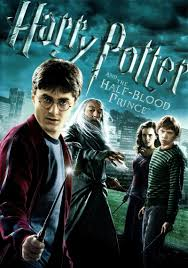 Harry Potter
AND THE
HALF-BLOOD
PRINCE